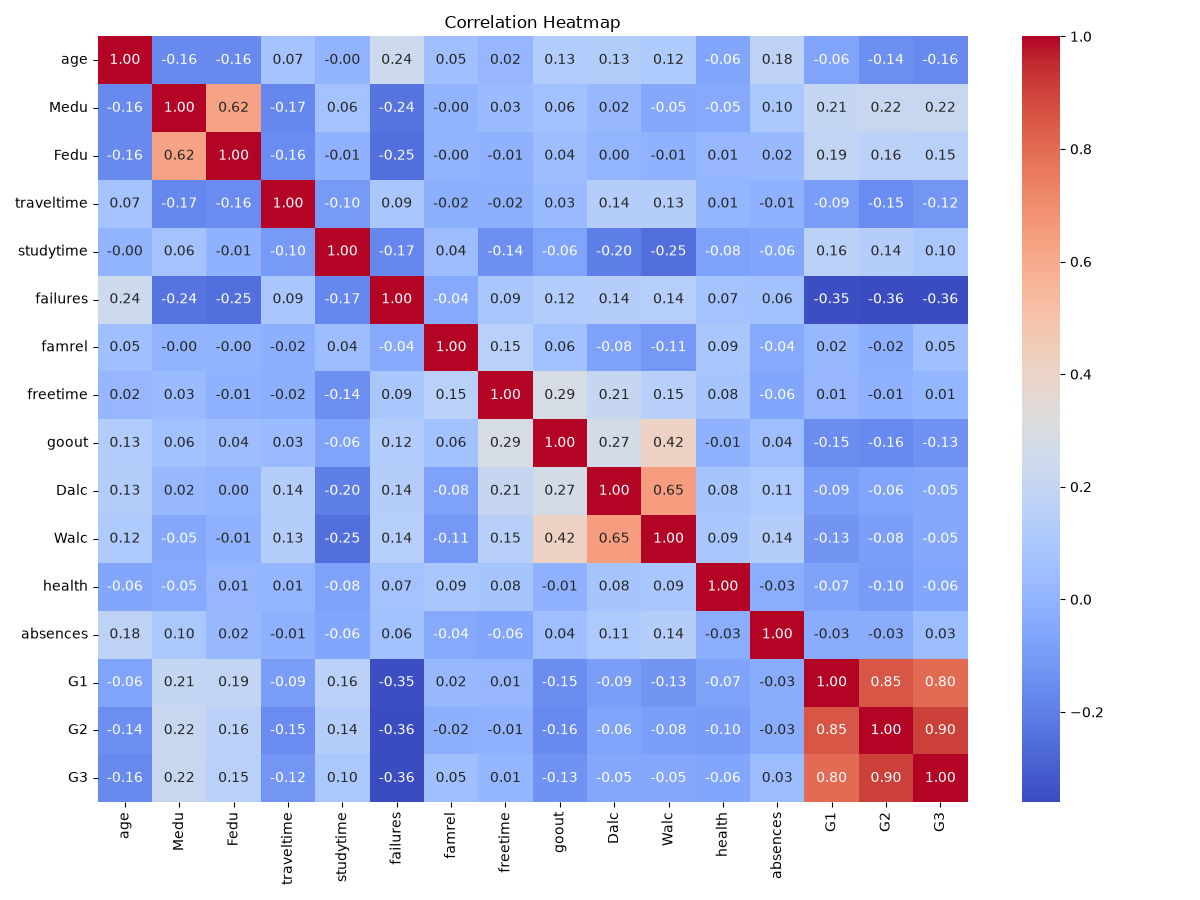 Correlation Heatmap
age 1.00 -0.16 -0.16 0.07 -0.00 0.24 0.05 0.02 0.13 0.13 0.12 -0.06 0.18 -0.06 -0.14 -0.16
Medu -0.16 1.00 0.62 -0.17 0.06 -0.24 -0.00 0.03 0.06 0.02 -0.05 -0.05 0.10 0.21 0.22 0.22
Fedu -0.16 0.62 1.00 -0.16 -0.01 -0.25 -0.00 -0.01 0.04 0.00 -0.01 0.01 0.02 0.19 0.16 0.15
traveltime 0.07 -0.17 -0.16 1.00 -0.10 0.09 -0.02 -0.02 0.03 0.14 0.13 0.01 -0.01 -0.09 -0.15 -0.12
studytime -0.00 0.06 -0.01 -0.10 1.00 -0.17 0.04 -0.14 -0.06 -0.20 -0.25 -0.08 -0.06 0.16 0.14 0.10
failures 0.24 -0.24 -0.25 0.09 -0.17 1.00 -0.04 0.09 0.12 0.14 0.14 0.07 0.06 -0.35 -0.36 -0.36
famrel 0.05 -0.00 -0.00 -0.02 0.04 -0.04 1.00 0.15 0.06 -0.08 -0.11 0.09 -0.04 0.02 -0.02 0.05
freetime 0.02 0.03 -0.01 -0.02 -0.14 0.09 0.15 1.00 0.29 0.21 0.15 0.08 -0.06 0.01 -0.01 0.01
goout 0.13 0.06 0.04 0.03 -0.06 0.12 0.06 0.29 1.00 0.27 0.42 -0.01 0.04 -0.15 -0.16 -0.13
Dalc 0.13 0.02 0.00 0.14 -0.20 0.14 -0.08 0.21 0.27 1.00 0.65 0.08 0.11 -0.09 -0.06 -0.05
Walc 0.12 -0.05 -0.01 0.13 -0.25 0.14 -0.11 0.15 0.42 0.65 1.00 0.09 0.14 -0.13 -0.08 -0.05
health -0.06 -0.05 0.01 0.01 -0.08 0.07 0.09 0.08 -0.01 0.08 0.09 1.00 -0.03 -0.07 -0.10 -0.06
absences 0.18 0.10 0.02 -0.01 -0.06 0.06 -0.04 -0.06 0.04 0.11 0.14 -0.03 1.00 -0.03 -0.03 0.03
G1 -0.06 0.21 0.19 -0.09 0.16 -0.35 0.02 0.01 -0.15 -0.09 -0.13 -0.07 -0.03 1.00 0.85 0.80
G2 -0.14 0.22 0.16 -0.15 0.14 -0.36 -0.02 -0.01 -0.16 -0.06 -0.08 -0.10 -0.03 0.85 1.00 0.90
G3 -0.16 0.22 0.15 -0.12 0.10 -0.36 0.05 0.01 -0.13 -0.05 -0.05 -0.06 0.03 0.80 0.90 1.00
age Medu Fedu traveltime studytime failures famrel freetime goout Dalc Walc health absences G1 G2 G3
1.0
0.8
0.6
0.4
0.2
0.0
−0.2